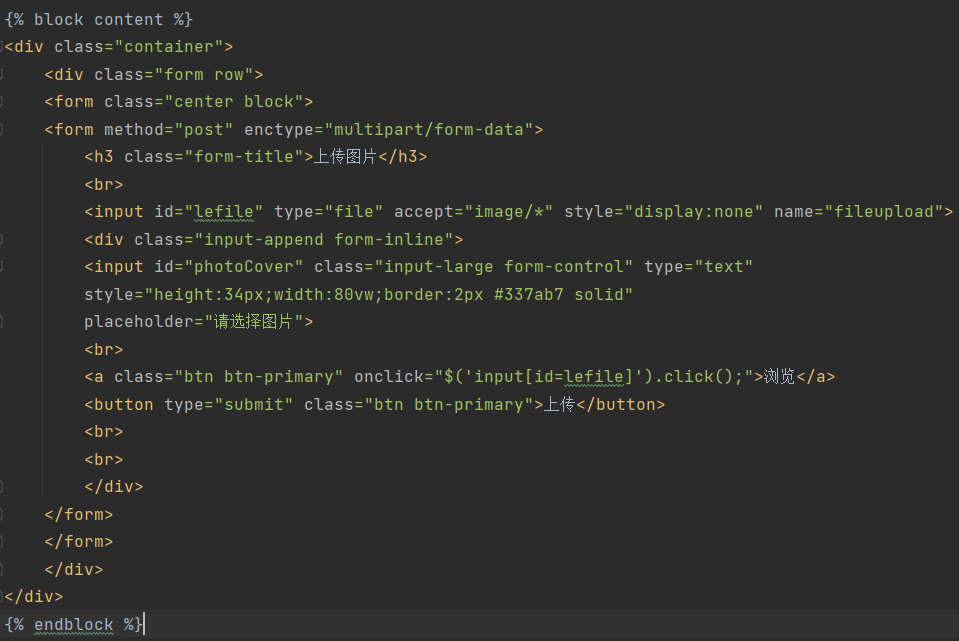 {% block content %}
<div class="container">
    <div class="form row">
    <form class="center block">
    <form method="post" enctype="multipart/form-data">
        <h3 class="form-title">上传图片</h3>
        <br>
        <input id="lefile" type="file" accept="image/*" style="display:none" name="fileupload">
        <div class="input-append form-inline">
        <input id="photoCover" class="input-large form-control" type="text"
        style="height:34px;width:80vw;border:2px #337ab7 solid"
        placeholder="请选择图片">
        <br>
        <a class="btn btn-primary" onclick="$('input[id=lefile]').click();">浏览</a>
        <button type="submit" class="btn btn-primary">上传</button>
        <br>
        <br>
        </div>
    </form>
    </form>
    </div>
</div>
{% endblock %}